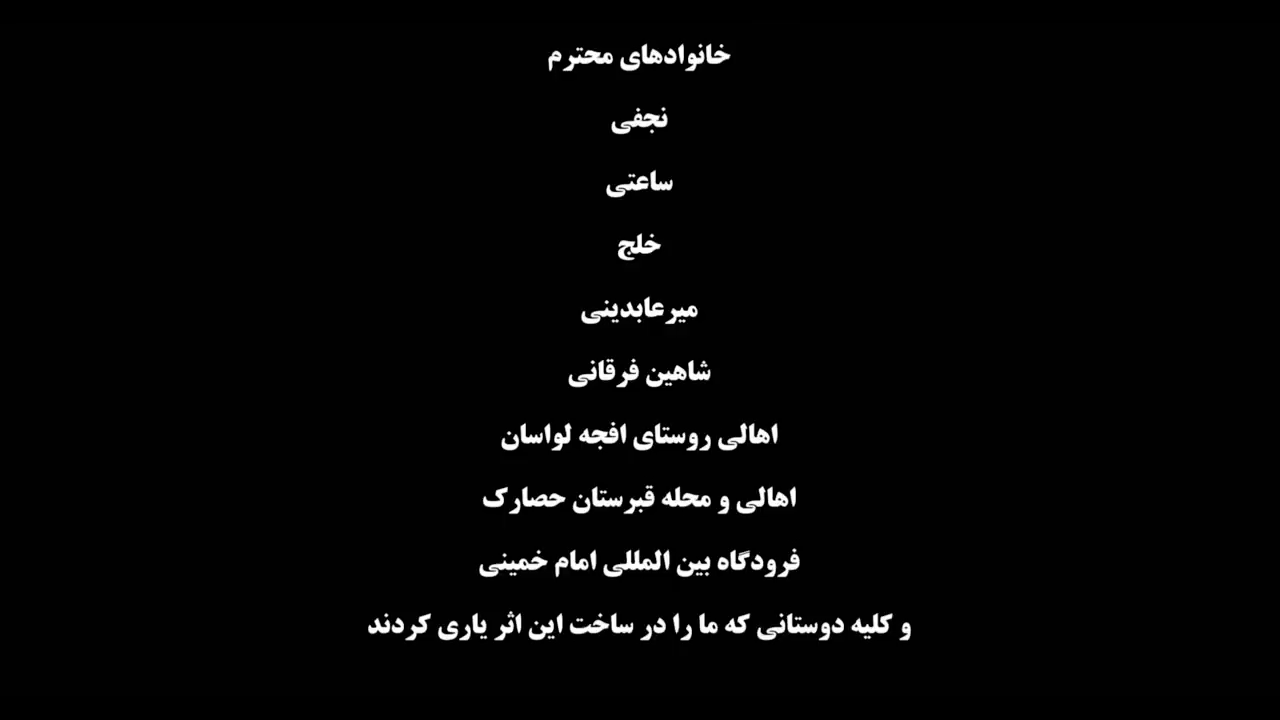 خانوادهای محترم
نجفی
ساعتی
خلج
میرعابدینی
شاهین فرقانی
اهالی روستای افجه لواسان
اهالی و محله قبرستان حصارک
فرودگاه بین المللی امام خمینی
و کلیه دوستانی که ما را در ساخت این اثر یاری کردند